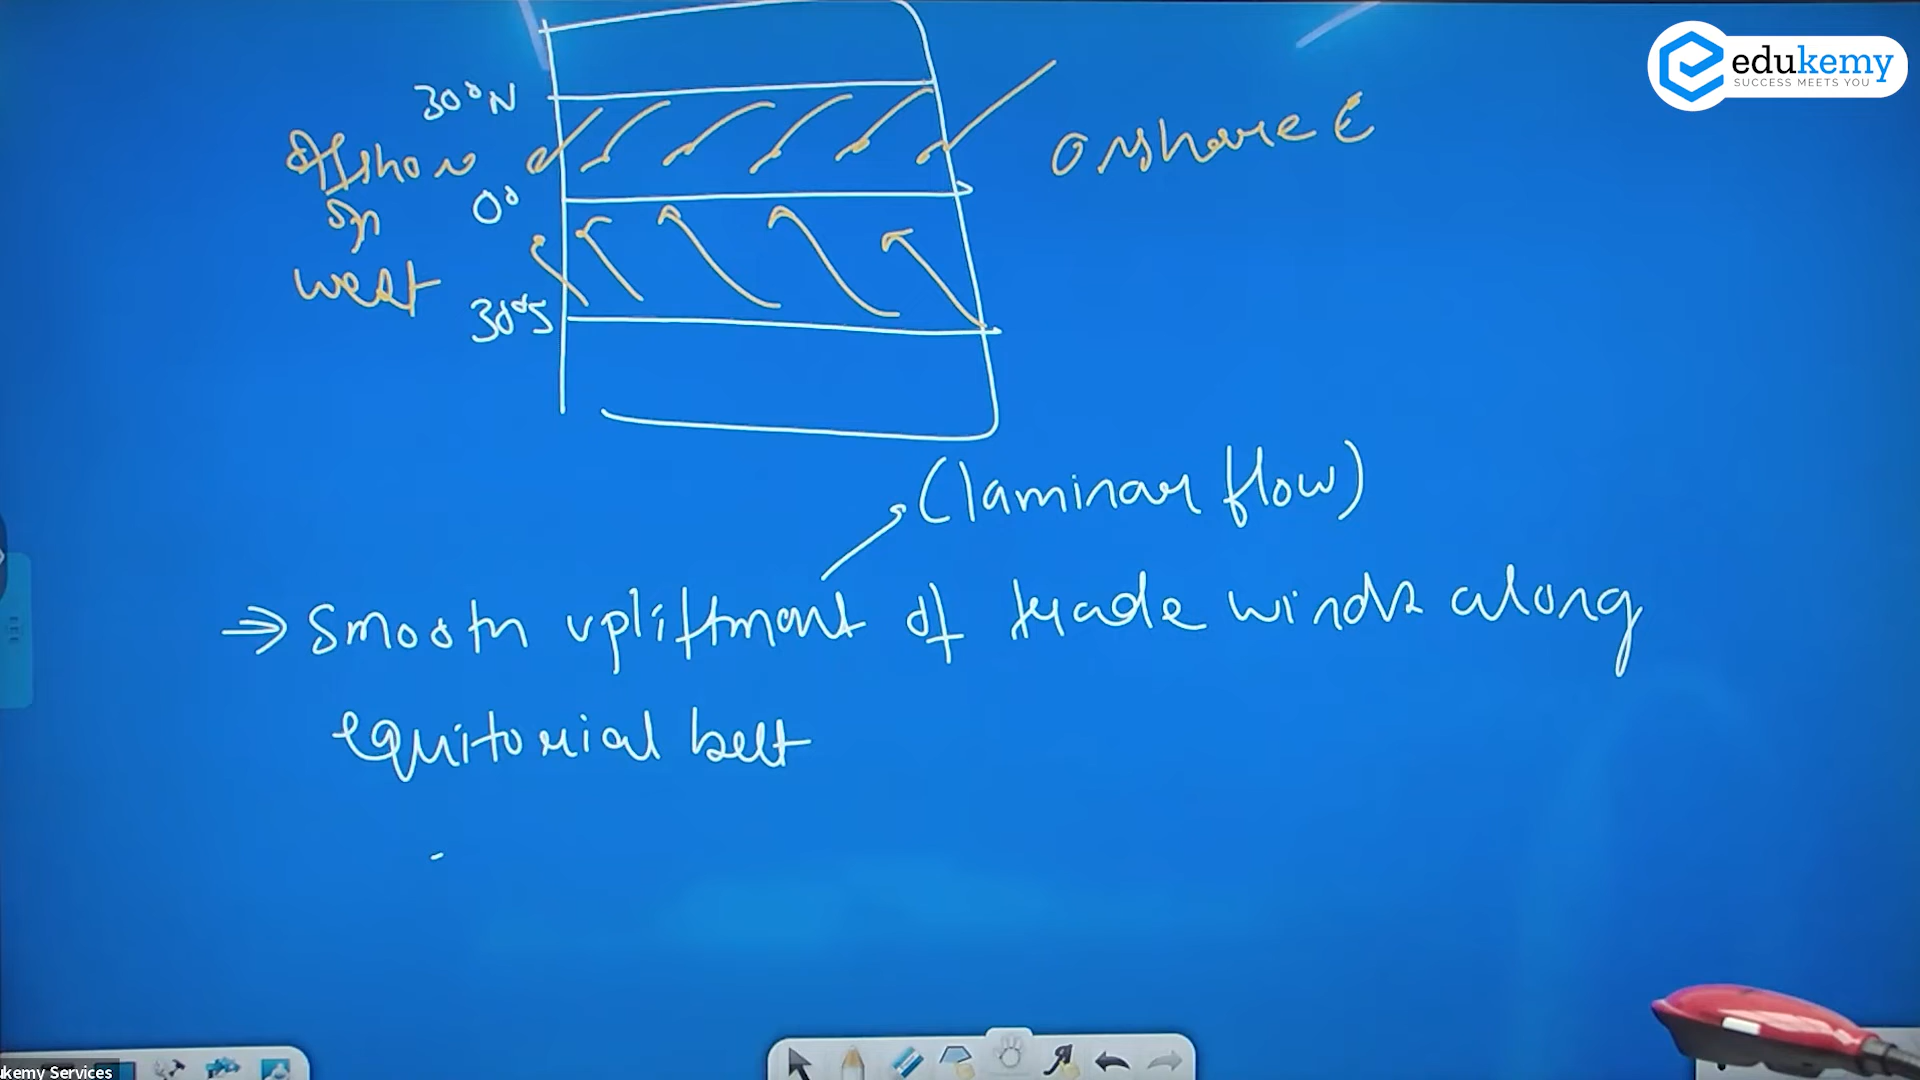 edukemy
SUCCESS MEETS YOU
30°N
offshore
on
west
0°
30°S
onshore E
(laminar flow)
⇒ Smooth upliftment of trade winds along
equitorial belt
kemy Services